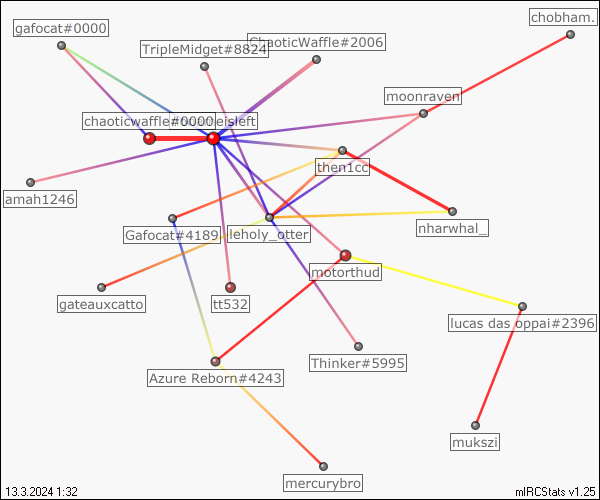 chobham.
gafocat#0000
TripleMidget#8824
ChaoticWaffle#2006
moonraven
chaoticwaffle#0000
eisleft
then1cc
amah1246
Gafocat#4189
leholy_otter
nharwhal_
motorthud
gateauxcatto
tt532
lucas das oppai#2396
Thinker#5995
Azure Reborn#4243
mukszi
mercurybro
13.3.2024 1:32
mIRCStats v1.25